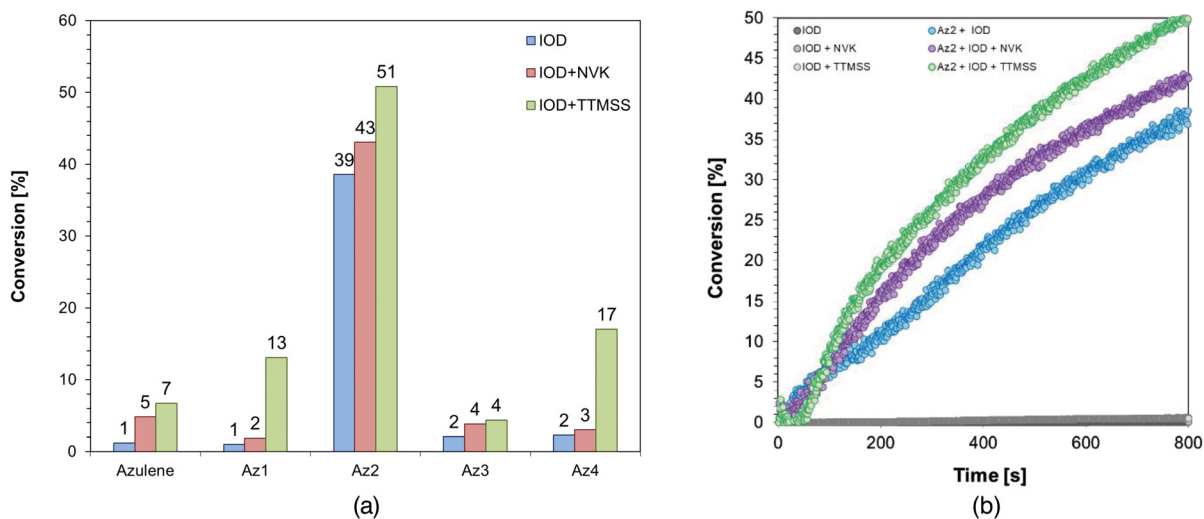 60
50
40
30
20
10
0
Conversion [%]
IOD
IOD+NVK
IOD+TTMSS
1
5
7
1
2
13
39
43
51
2
4
4
2
3
17
Azulene Az1 Az2 Az3 Az4
(a)
50
45
40
35
30
25
20
15
10
5
0
Conversion [%]
IOD
IOD + NVK
IOD + TTMSS
Az2 + IOD
Az2 + IOD + NVK
Az2 + IOD + TTMSS
0 200 400 600 800
Time [s]
(b)